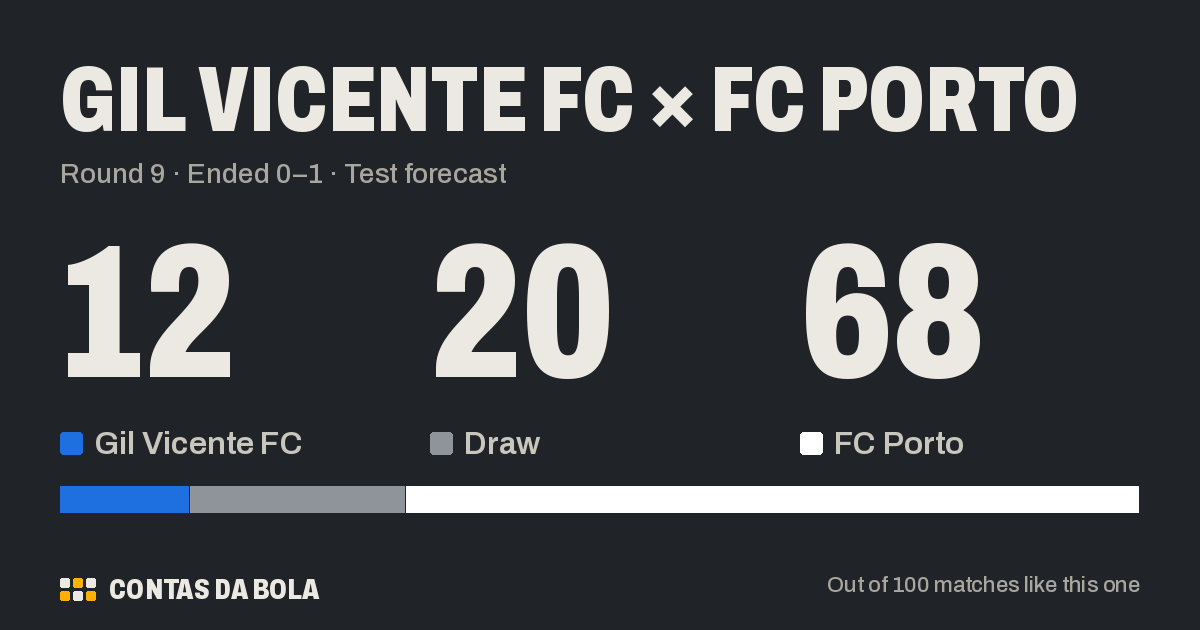 GIL VICENTE FC × FC PORTO
Round 9 · Ended 0–1 · Test forecast
12 20 68
Gil Vicente FC Draw FC Porto
CONTAS DA BOLA
Out of 100 matches like this one